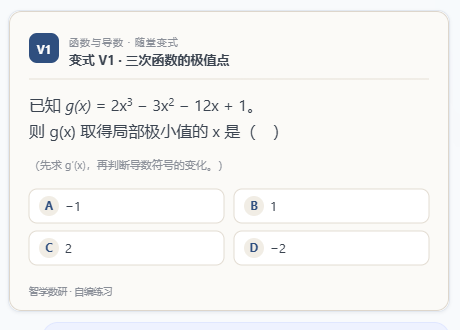 V1
函数与导数 · 随堂变式
变式 V1 · 三次函数的极值点
已知 g(x) = 2x³ − 3x² − 12x + 1。
则 g(x) 取得局部极小值的 x 是（　）
（先求 g′(x)，再判断导数符号的变化。）
A −1
B 1
C 2
D −2
智学数研 · 自编练习